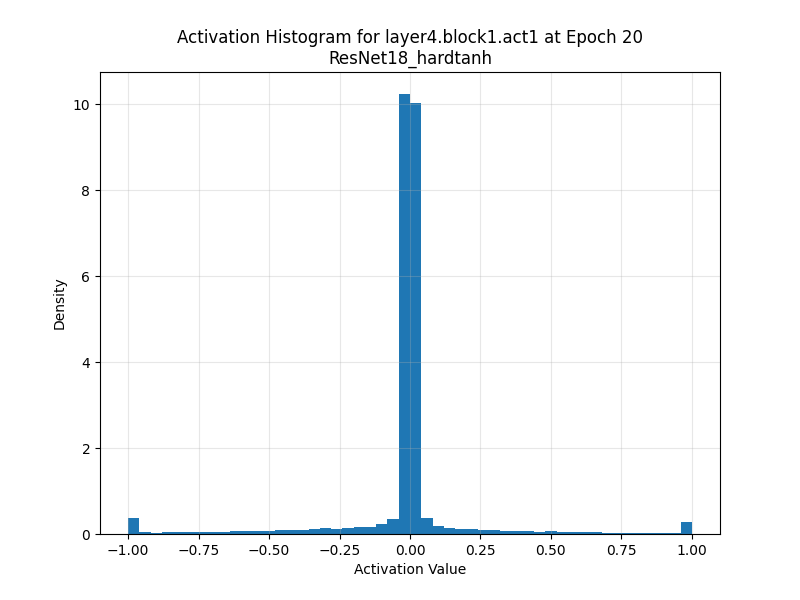 Activation Histogram for layer4.block1.act1 at Epoch 20
ResNet18_hardtanh
10
8
6
4
2
0
Density
−1.00 −0.75 −0.50 −0.25 0.00 0.25 0.50 0.75 1.00
Activation Value